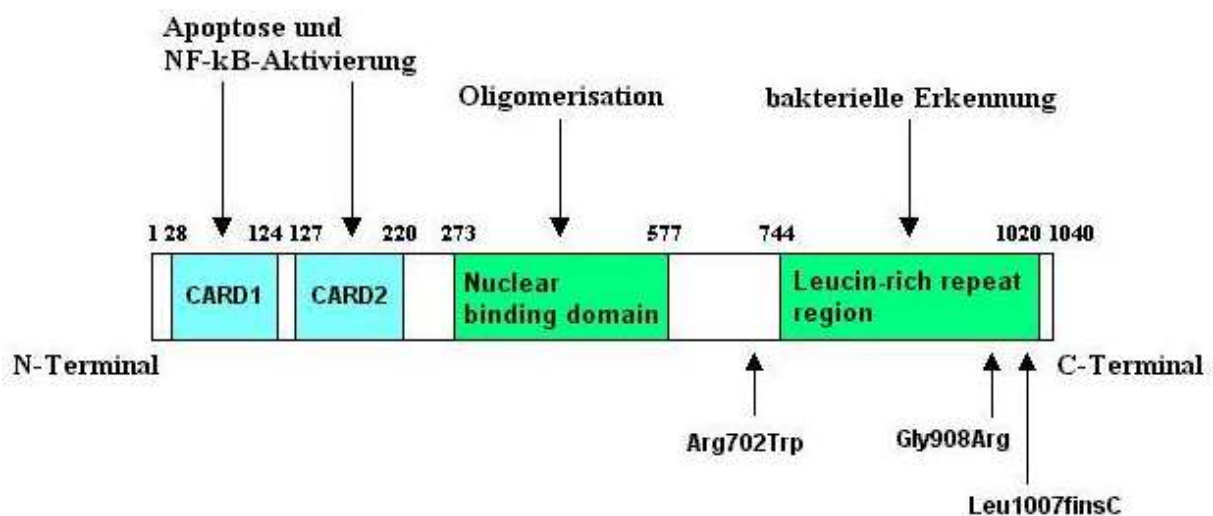 Apoptose und
NF-kB-Aktivierung
Oligomerisation
bakterielle Erkennung
1 28 124 127 220 273 577 744 1020 1040
CARD1
CARD2
Nuclear
binding domain
Leucin-rich repeat
region
N-Terminal
C-Terminal
Arg702Trp
Gly908Arg
Leu1007finsC